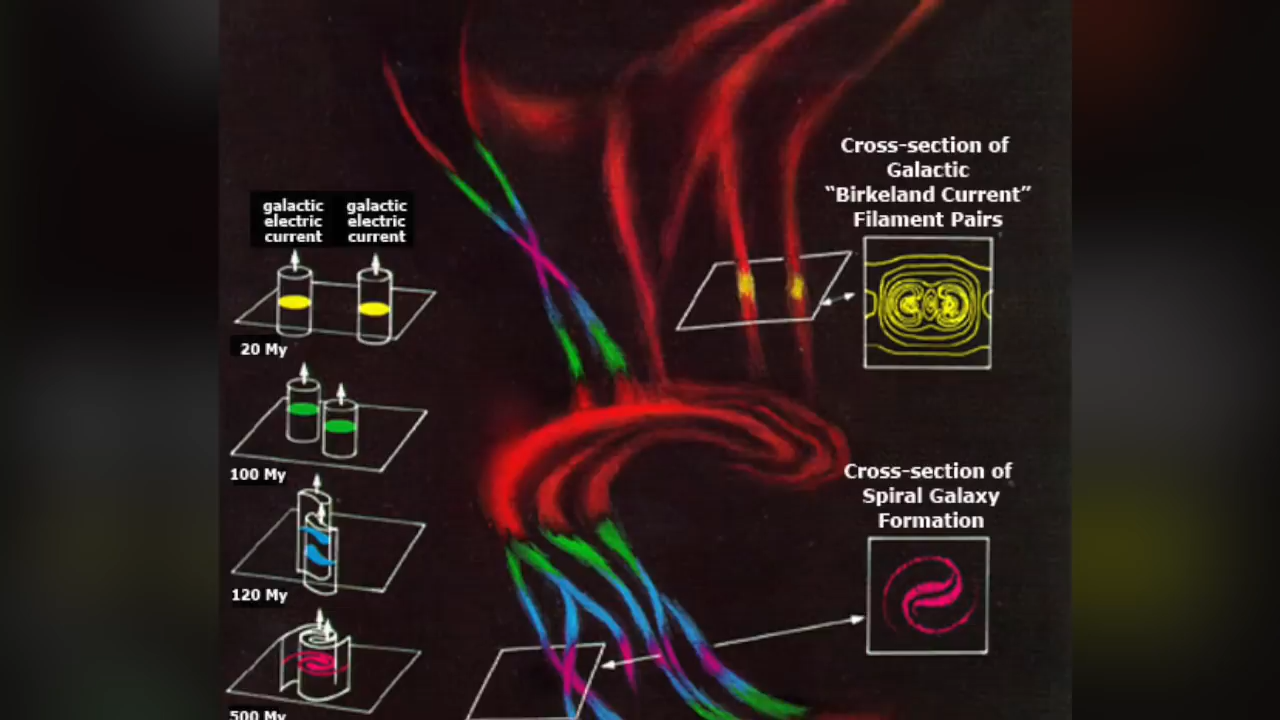 Cross-section of
Galactic
“Birkeland Current”
Filament Pairs
galactic
electric
current
galactic
electric
current
20 My
100 My
Cross-section of
Spiral Galaxy
Formation
120 My
500 My